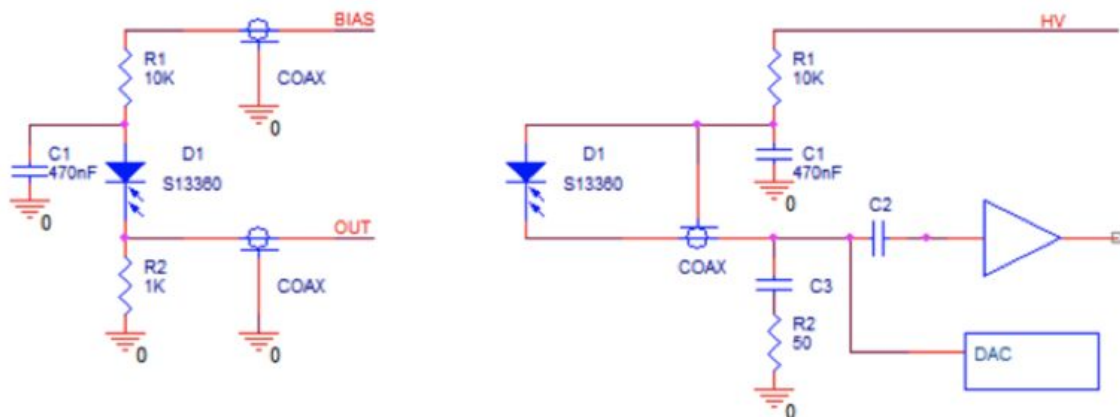 BIAS
R1
10K
COAX
0
C1
470nF
0
D1
S13360
OUT
R2
1K
COAX
0
0
HV
R1
10K
D1
S13360
C1
470nF
0
C2
COAX
C3
R2
50
DAC
0